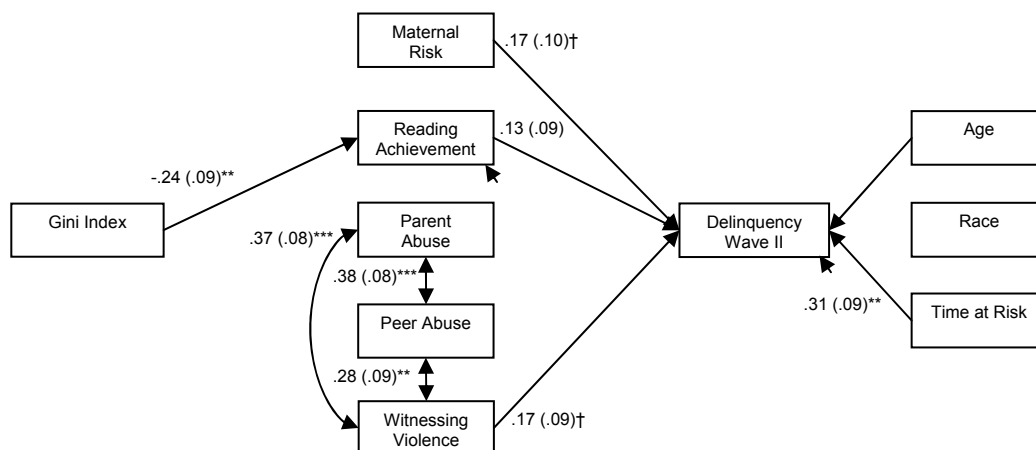 Maternal
Risk
.17 (.10)†
Reading
Achievement
.13 (.09)
Age
-.24 (.09)**
Gini Index
Parent
Abuse
.37 (.08)***
Delinquency
Wave II
Race
.38 (.08)***
Peer Abuse
.31 (.09)**
Time at Risk
.28 (.09)**
Witnessing
Violence
.17 (.09)†